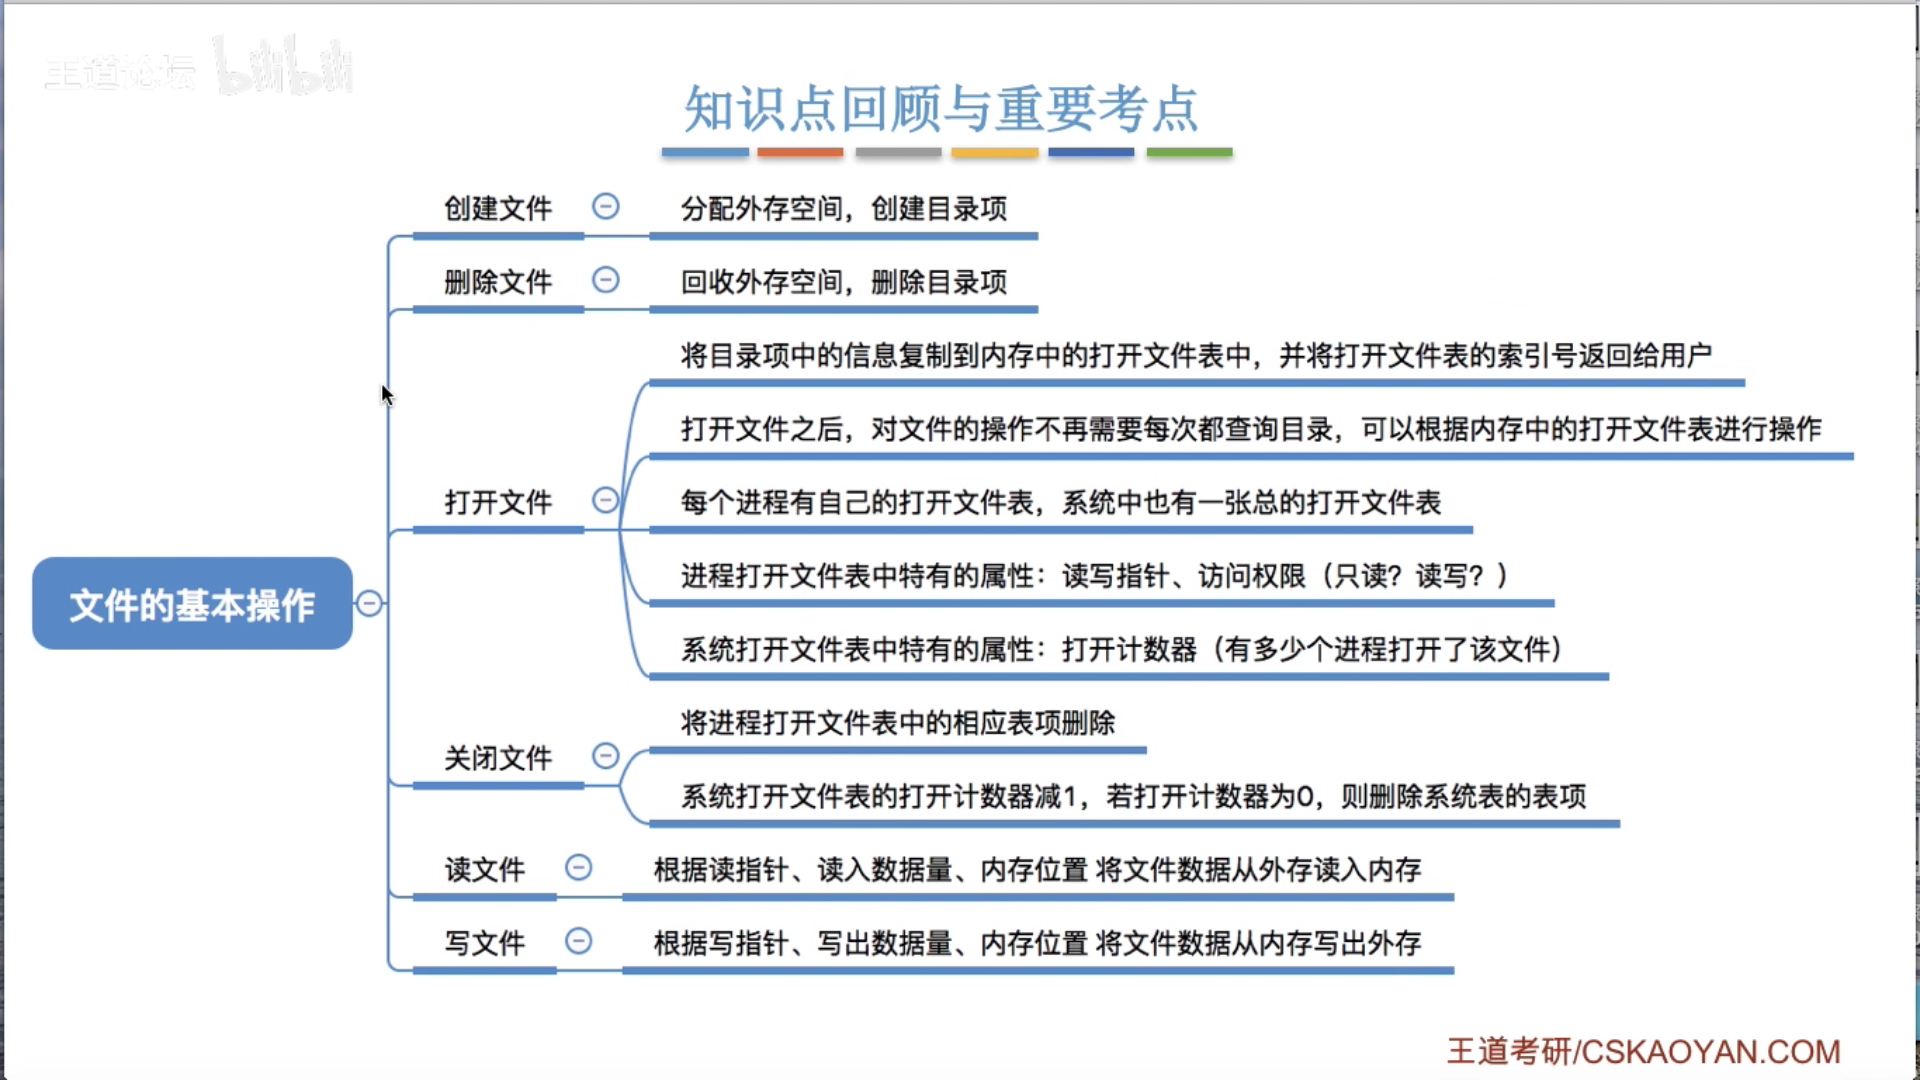 王道论坛 bilibili
知识点回顾与重要考点
文件的基本操作
创建文件
分配外存空间，创建目录项
删除文件
回收外存空间，删除目录项
打开文件
将目录项中的信息复制到内存中的打开文件表中，并将打开文件表的索引号返回给用户
打开文件之后，对文件的操作不再需要每次都查询目录，可以根据内存中的打开文件表进行操作
每个进程有自己的打开文件表，系统中也有一张总的打开文件表
进程打开文件表中特有的属性：读写指针、访问权限（只读？读写？）
系统打开文件表中特有的属性：打开计数器（有多少个进程打开了该文件）
关闭文件
将进程打开文件表中的相应表项删除
系统打开文件表的打开计数器减1，若打开计数器为0，则删除系统表的表项
读文件
根据读指针、读入数据量、内存位置 将文件数据从外存读入内存
写文件
根据写指针、写出数据量、内存位置 将文件数据从内存写出外存
王道考研/CSKAOYAN.COM